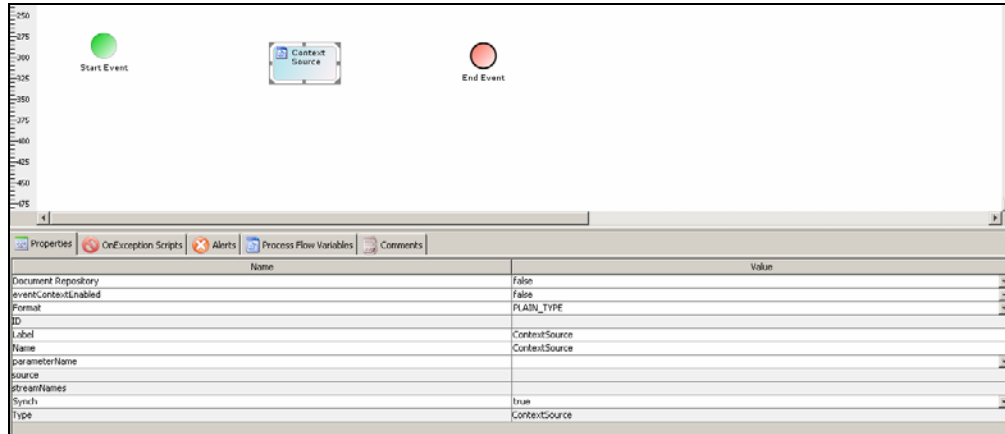 250
275
300
325
350
375
400
425
450
475
Start Event
Context
Source
End Event
Properties OnException Scripts Alerts Process Flow Variables Comments
Name Value
Document Repository false
eventContextEnabled false
Format PLAIN_TYPE
ID
Label ContextSource
Name ContextSource
parameterName
source
streamNames
Synch true
Type ContextSource